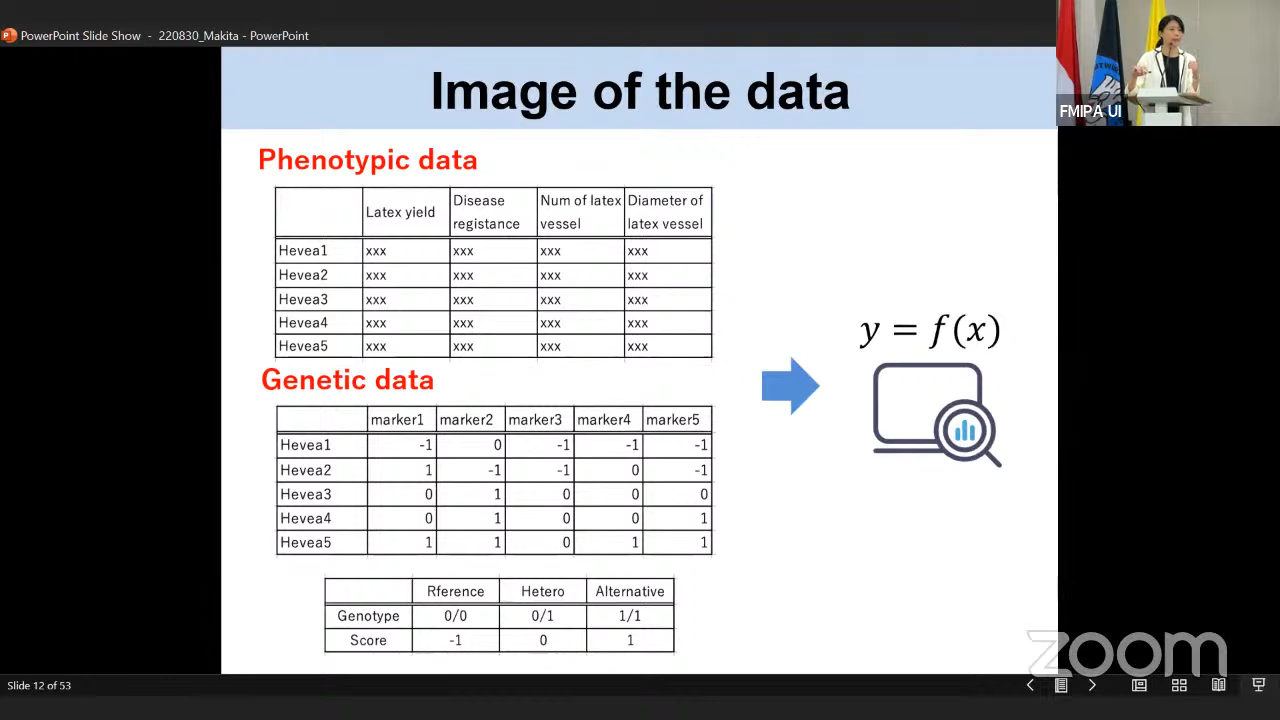 PowerPoint Slide Show - 220830_Makita - PowerPoint
FMIPA UI
Image of the data
Phenotypic data
Latex yield Disease registance Num of latex vessel Diameter of latex vessel
Hevea1 xxx xxx xxx xxx
Hevea2 xxx xxx xxx xxx
Hevea3 xxx xxx xxx xxx
Hevea4 xxx xxx xxx xxx
Hevea5 xxx xxx xxx xxx
Genetic data
marker1 marker2 marker3 marker4 marker5
Hevea1 -1 0 -1 -1 -1
Hevea2 1 -1 -1 0 -1
Hevea3 0 1 0 0 0
Hevea4 0 1 0 0 1
Hevea5 1 1 0 1 1
Rference Hetero Alternative
Genotype 0/0 0/1 1/1
Score -1 0 1
y = f(x)
zoom
Slide 12 of 53